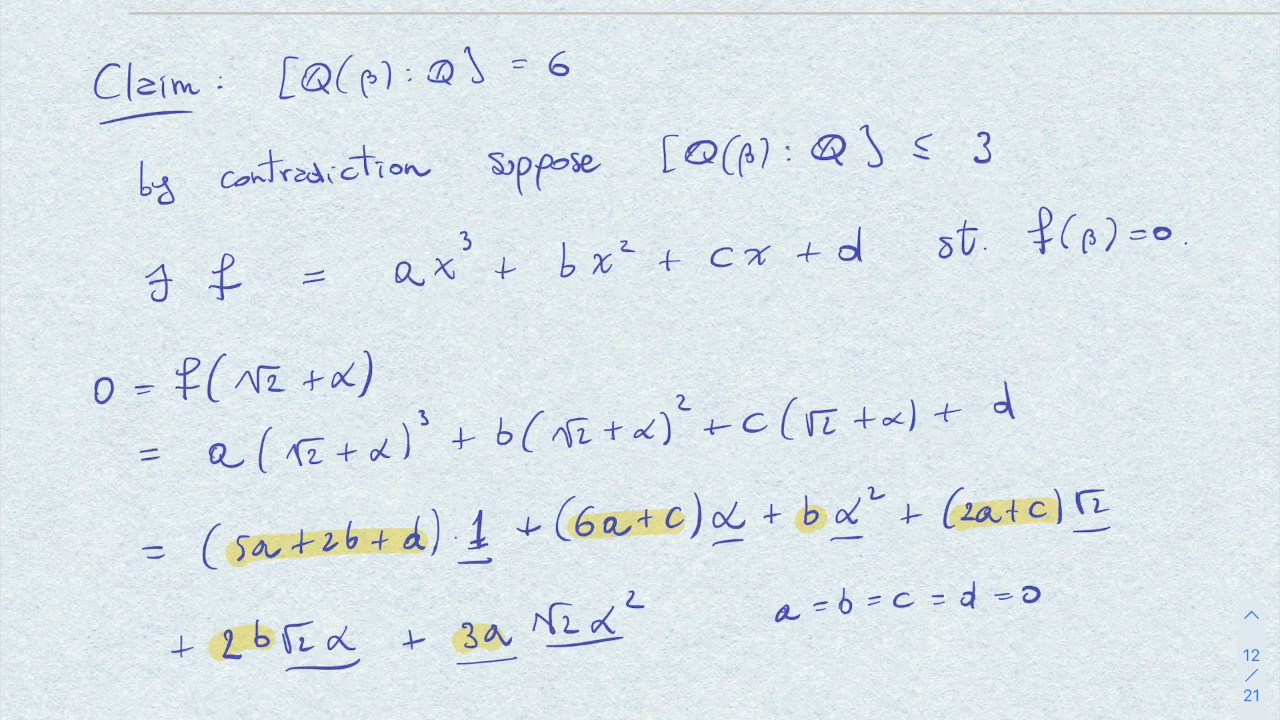 Claim: [Q(β):Q] = 6
by contradiction suppose [Q(β):Q] ≤ 3
∃ f = ax³ + bx² + cx + d st. f(β)=0.
0 = f(√2+α)
= a(√2+α)³ + b(√2+α)² + c(√2+α) + d
= (5a+2b+d)·1 + (6a+c)α + bα² + (2a+c)√2
+ 2b√2α + 3a√2α² a=b=c=d=0
12
/
21